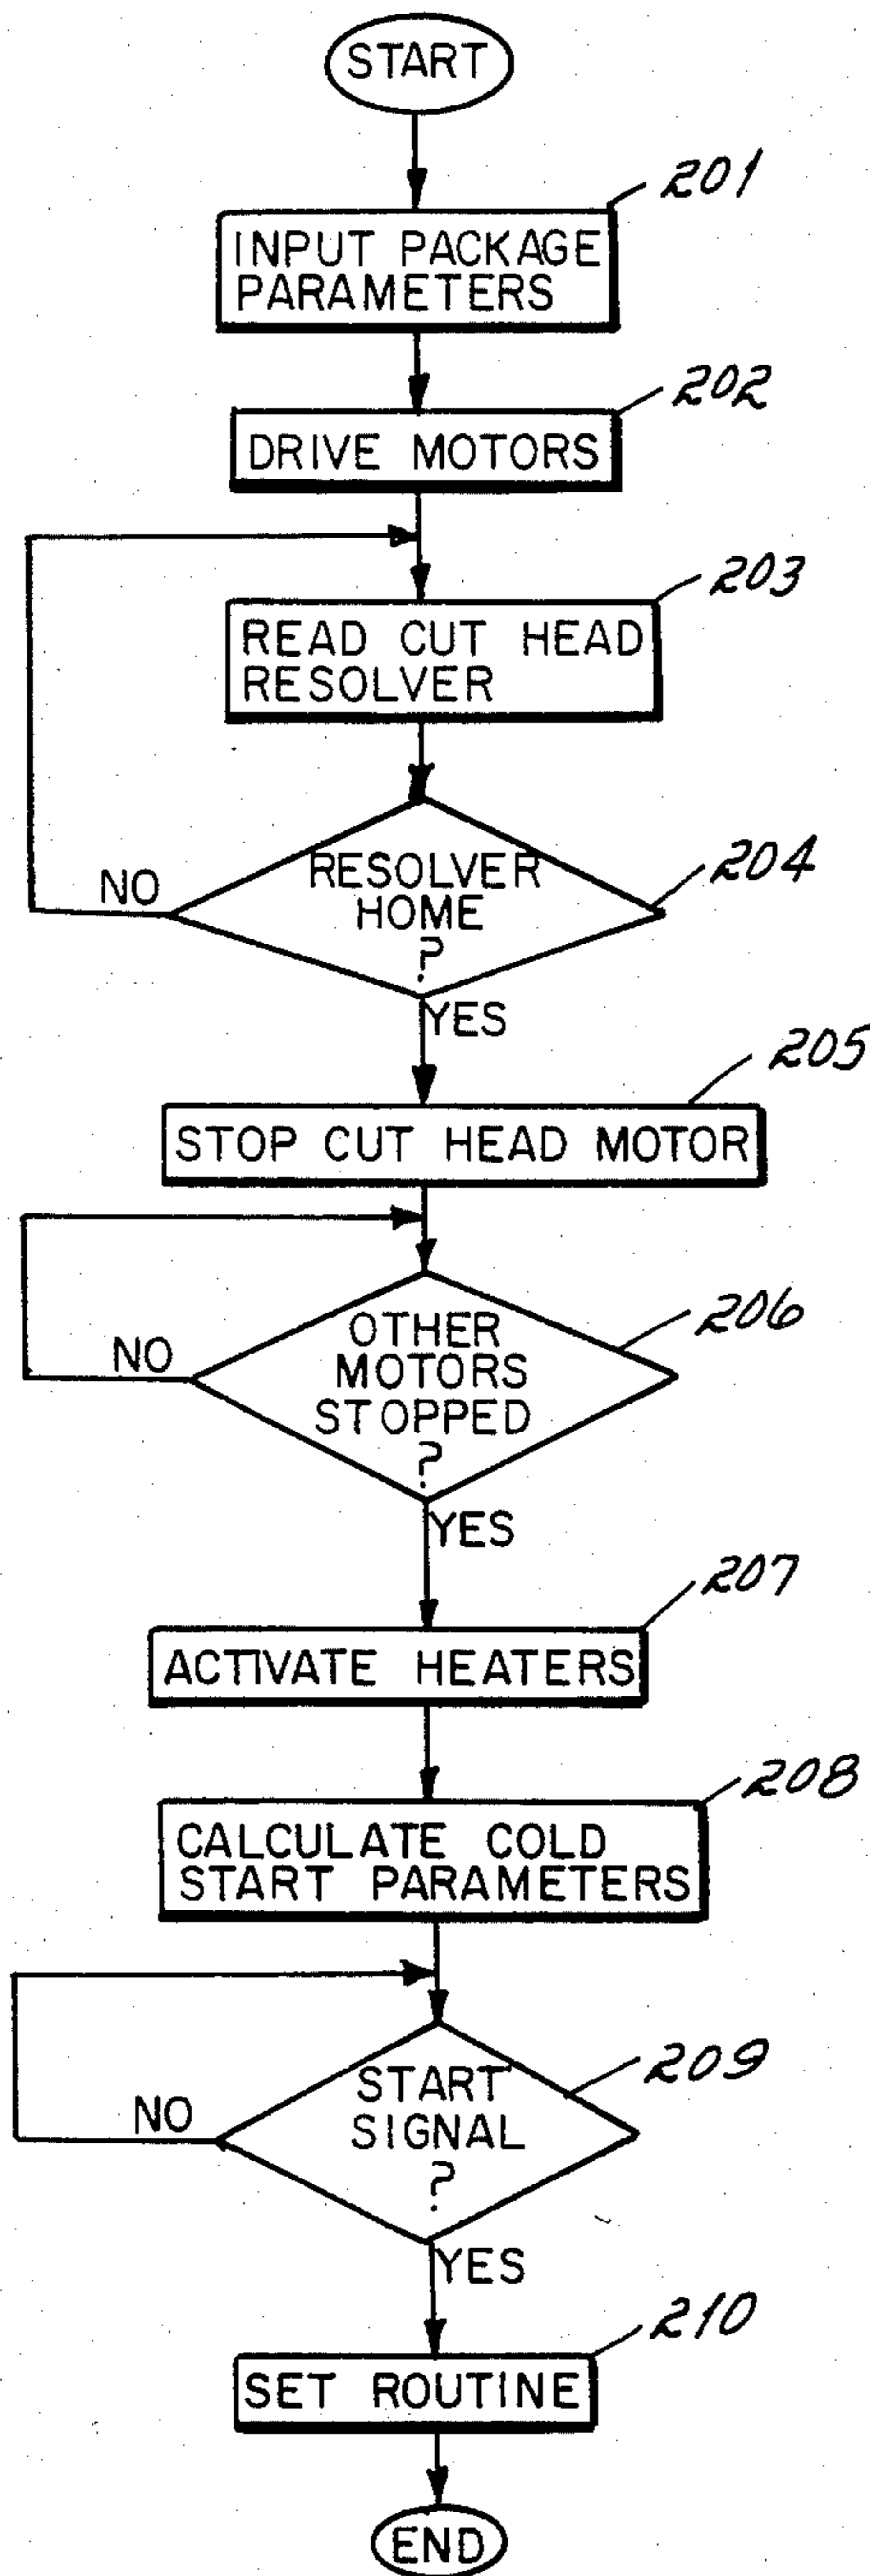 START
201
INPUT PACKAGE
PARAMETERS
202
DRIVE MOTORS
203
READ CUT HEAD
RESOLVER
204
RESOLVER
HOME
?
NO
YES
205
STOP CUT HEAD MOTOR
206
OTHER
MOTORS
STOPPED
?
NO
YES
207
ACTIVATE HEATERS
208
CALCULATE COLD
START PARAMETERS
209
START
SIGNAL
?
NO
YES
210
SET ROUTINE
END